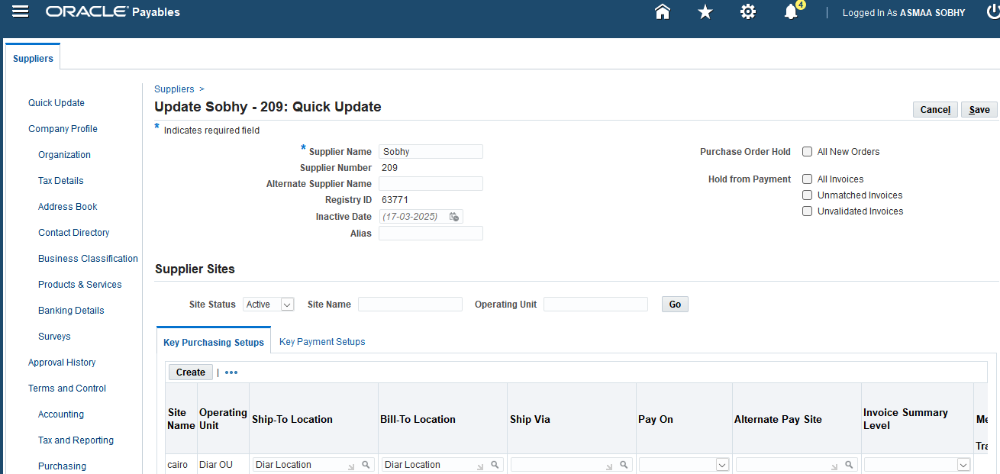 ORACLE® Payables
4
Logged In As ASMAA SOBHY
Suppliers
Quick Update
Company Profile
Organization
Tax Details
Address Book
Contact Directory
Business Classification
Products & Services
Banking Details
Surveys
Approval History
Terms and Control
Accounting
Tax and Reporting
Purchasing
Suppliers >
Update Sobhy - 209: Quick Update
Cancel Save
* Indicates required field
* Supplier Name Sobhy
Supplier Number 209
Alternate Supplier Name
Registry ID 63771
Inactive Date (17-03-2025)
Alias
Purchase Order Hold All New Orders
Hold from Payment All Invoices
Unmatched Invoices
Unvalidated Invoices
Supplier Sites
Site Status Active Site Name Operating Unit Go
Key Purchasing Setups Key Payment Setups
Create | •••
Site Name Operating Unit Ship-To Location Bill-To Location Ship Via Pay On Alternate Pay Site Invoice Summary Level
cairo Diar OU Diar Location Diar Location